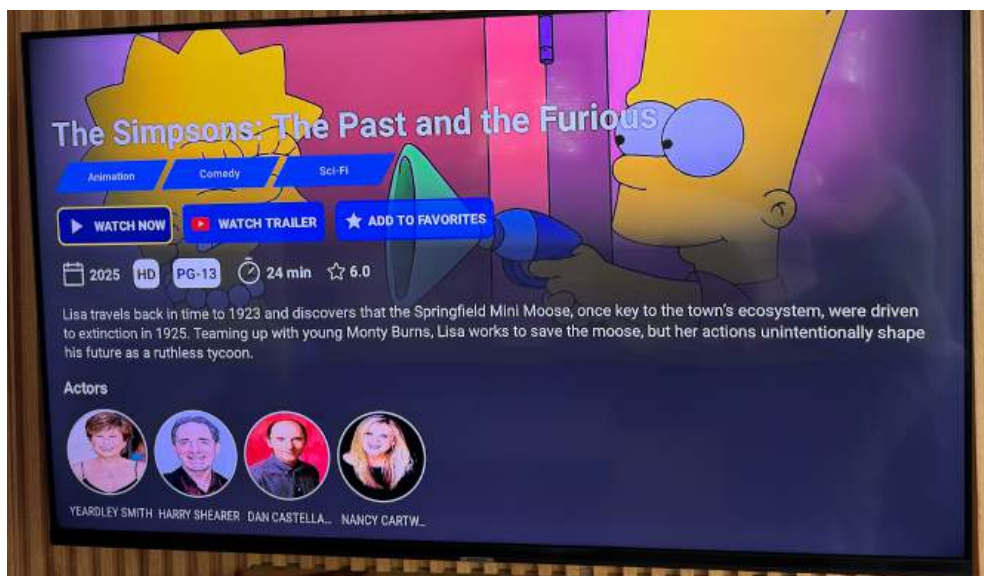 The Simpsons: The Past and the Furious
Animation Comedy Sci-Fi
WATCH NOW WATCH TRAILER ADD TO FAVORITES
2025 HD PG-13 24 min 6.0
Lisa travels back in time to 1923 and discovers that the Springfield Mini Moose, once key to the town's ecosystem, were driven
to extinction in 1925. Teaming up with young Monty Burns, Lisa works to save the moose, but her actions unintentionally shape
his future as a ruthless tycoon.
Actors
YEARDLEY SMITH HARRY SHEARER DAN CASTELLA... NANCY CARTW...